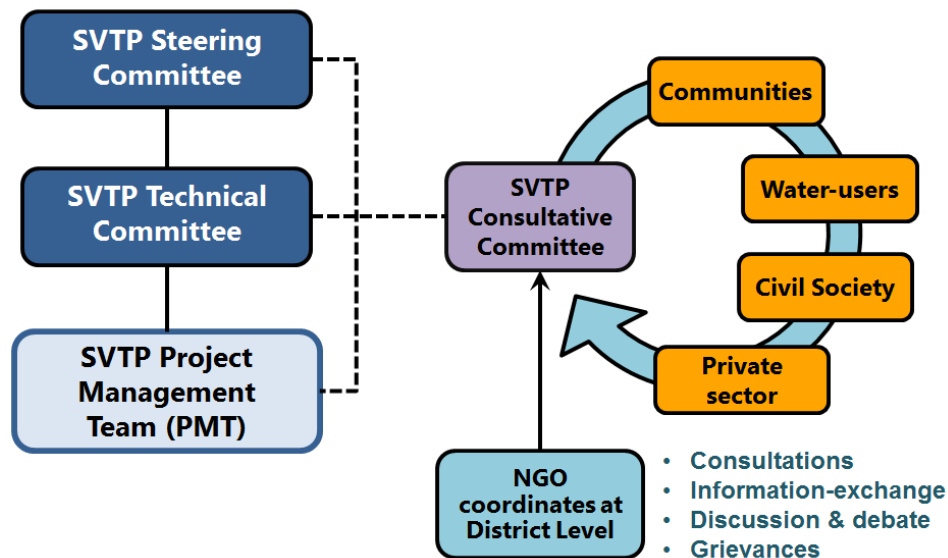 SVTP Steering
Committee
SVTP Technical
Committee
SVTP Project
Management
Team (PMT)
SVTP
Consultative
Committee
Communities
Water-users
Civil Society
Private
sector
NGO
coordinates at
District Level
• Consultations
• Information-exchange
• Discussion & debate
• Grievances